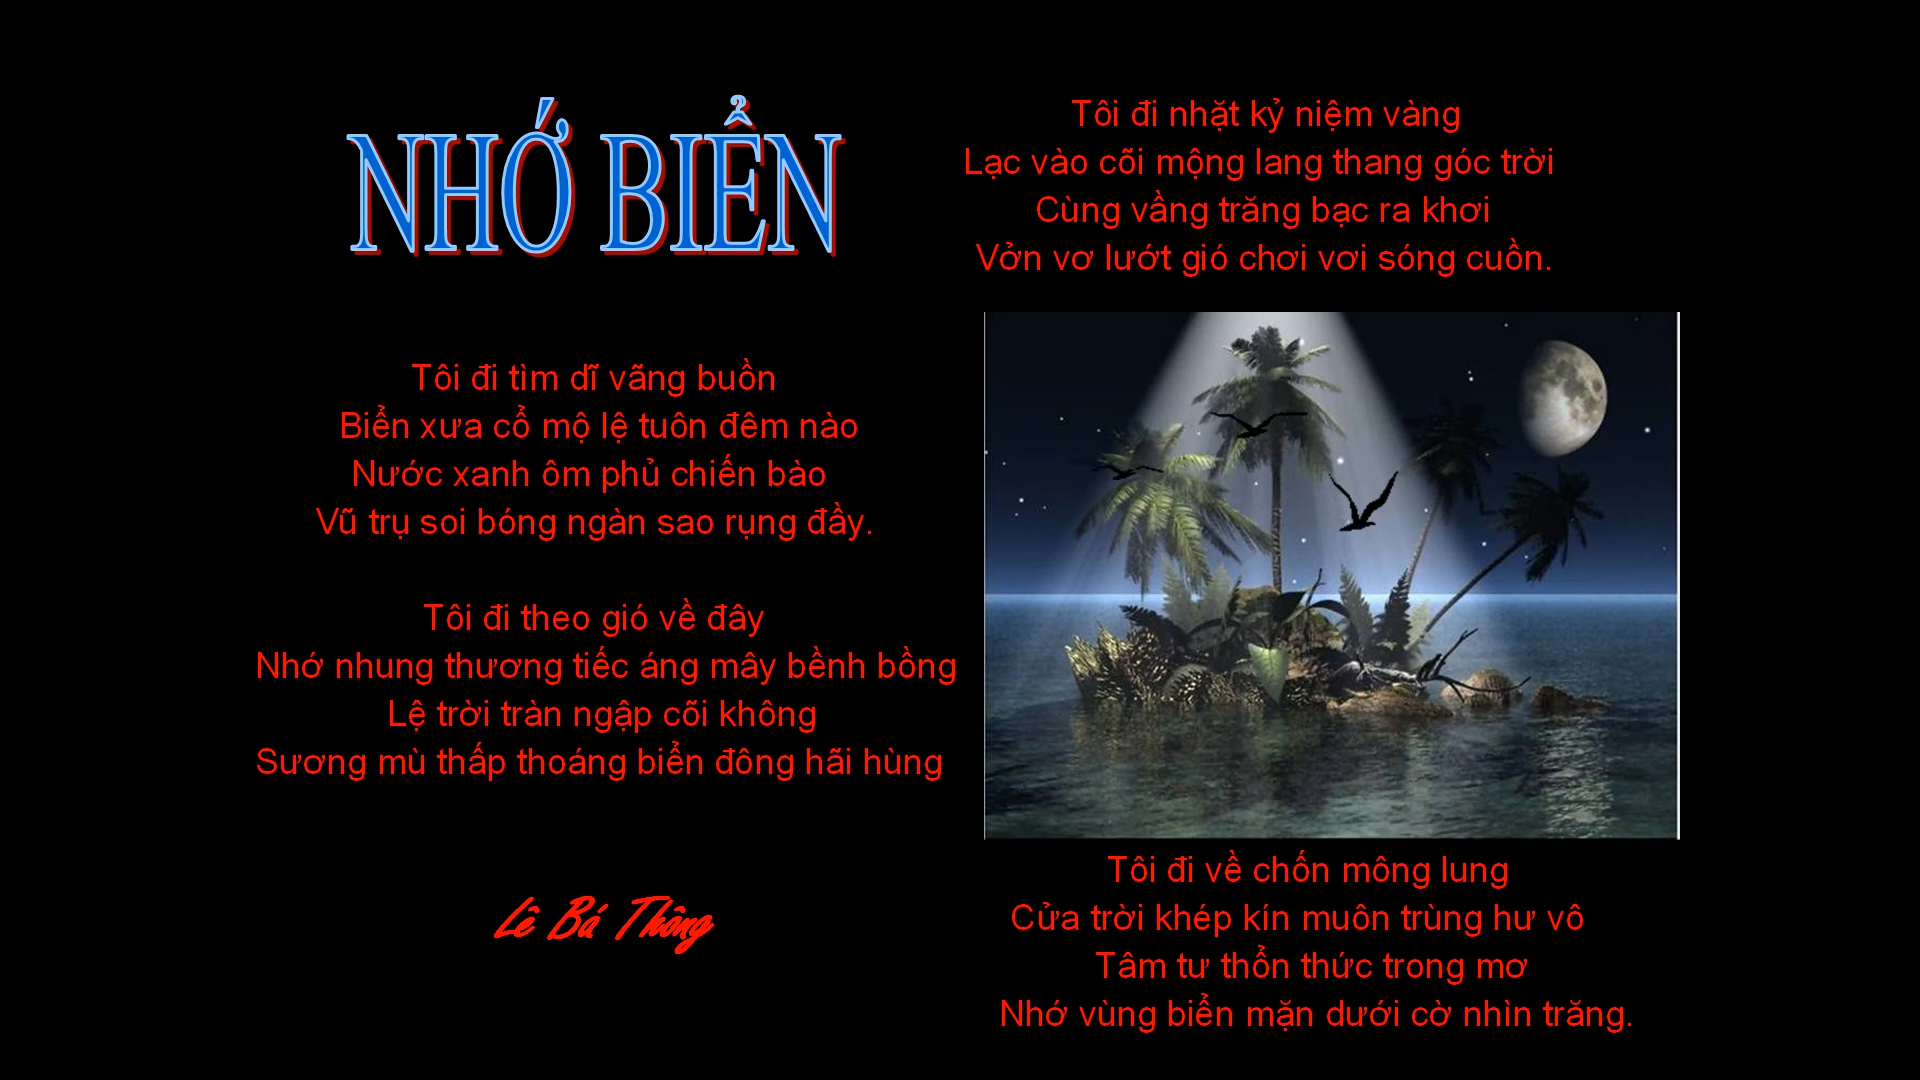 NHỚ BIỂN
Tôi đi tìm dĩ vãng buồn
Biển xưa cổ mộ lệ tuôn đêm nào
Nước xanh ôm phủ chiến bào
Vũ trụ soi bóng ngàn sao rụng đầy.
Tôi đi theo gió về đây
Nhớ nhung thương tiếc áng mây bềnh bồng
Lệ trời tràn ngập cõi không
Sương mù thấp thoáng biển đông hãi hùng
Lê Bá Thông
Tôi đi nhặt kỷ niệm vàng
Lạc vào cõi mộng lang thang góc trời
Cùng vầng trăng bạc ra khơi
Vởn vơ lướt gió chơi vơi sóng cuồn.
Tôi đi về chốn mông lung
Cửa trời khép kín muôn trùng hư vô
Tâm tư thổn thức trong mơ
Nhớ vùng biển mặn dưới cờ nhìn trăng.